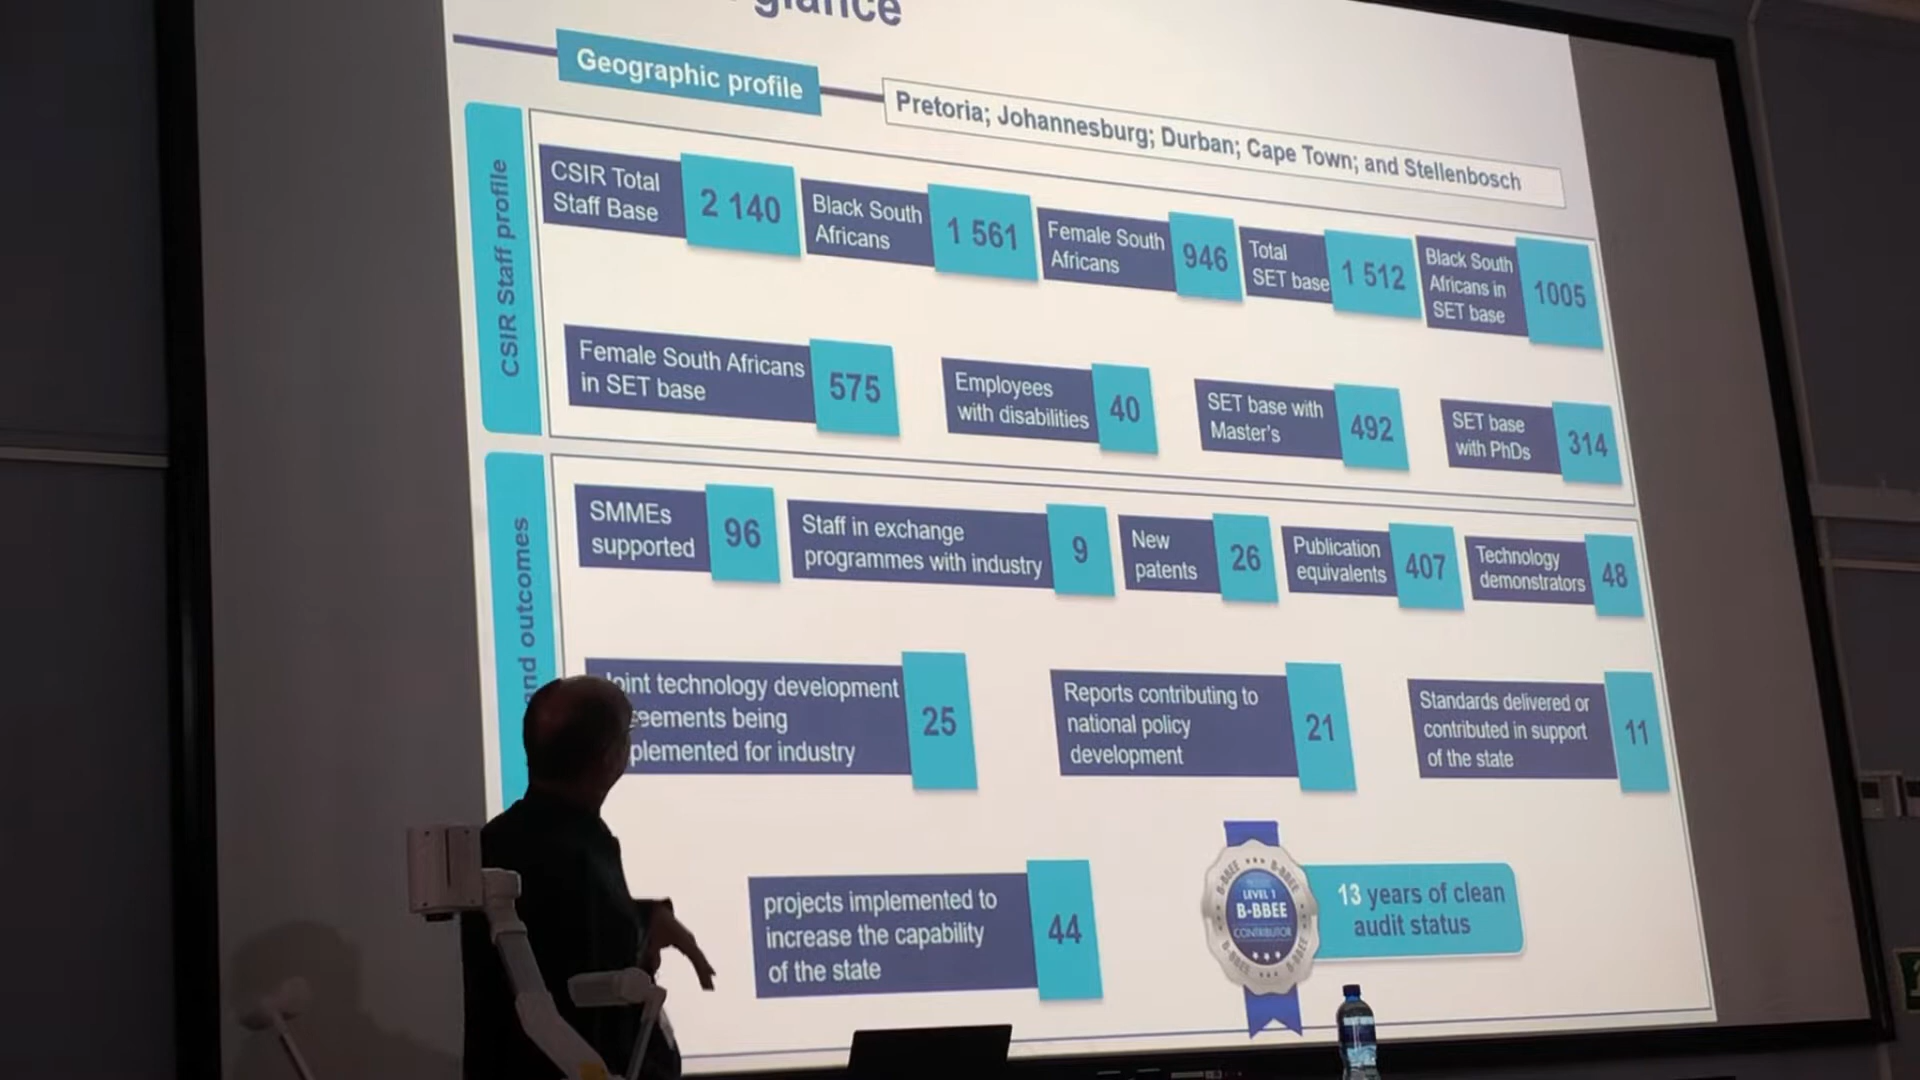 glance
Geographic profile
Pretoria; Johannesburg; Durban; Cape Town; and Stellenbosch
CSIR Staff profile
CSIR Total
Staff Base
2 140
Black South
Africans
1 561
Female South
Africans
946
Total
SET base
1 512
Black South
Africans in
SET base
1005
Female South Africans
in SET base
575
Employees
with disabilities
40
SET base with
Master's
492
SET base
with PhDs
314
and outcomes
SMMEs
supported
96
Staff in exchange
programmes with industry
9
New
patents
26
Publication
equivalents
407
Technology
demonstrators
48
Joint technology development
eements being
plemented for industry
25
Reports contributing to
national policy
development
21
Standards delivered or
contributed in support
of the state
11
projects implemented to
increase the capability
of the state
44
B-BBEE
B-BBEE
LEVEL 1
B-BBEE
CONTRIBUTOR
B-BBEE
B-BBEE
13 years of clean
audit status